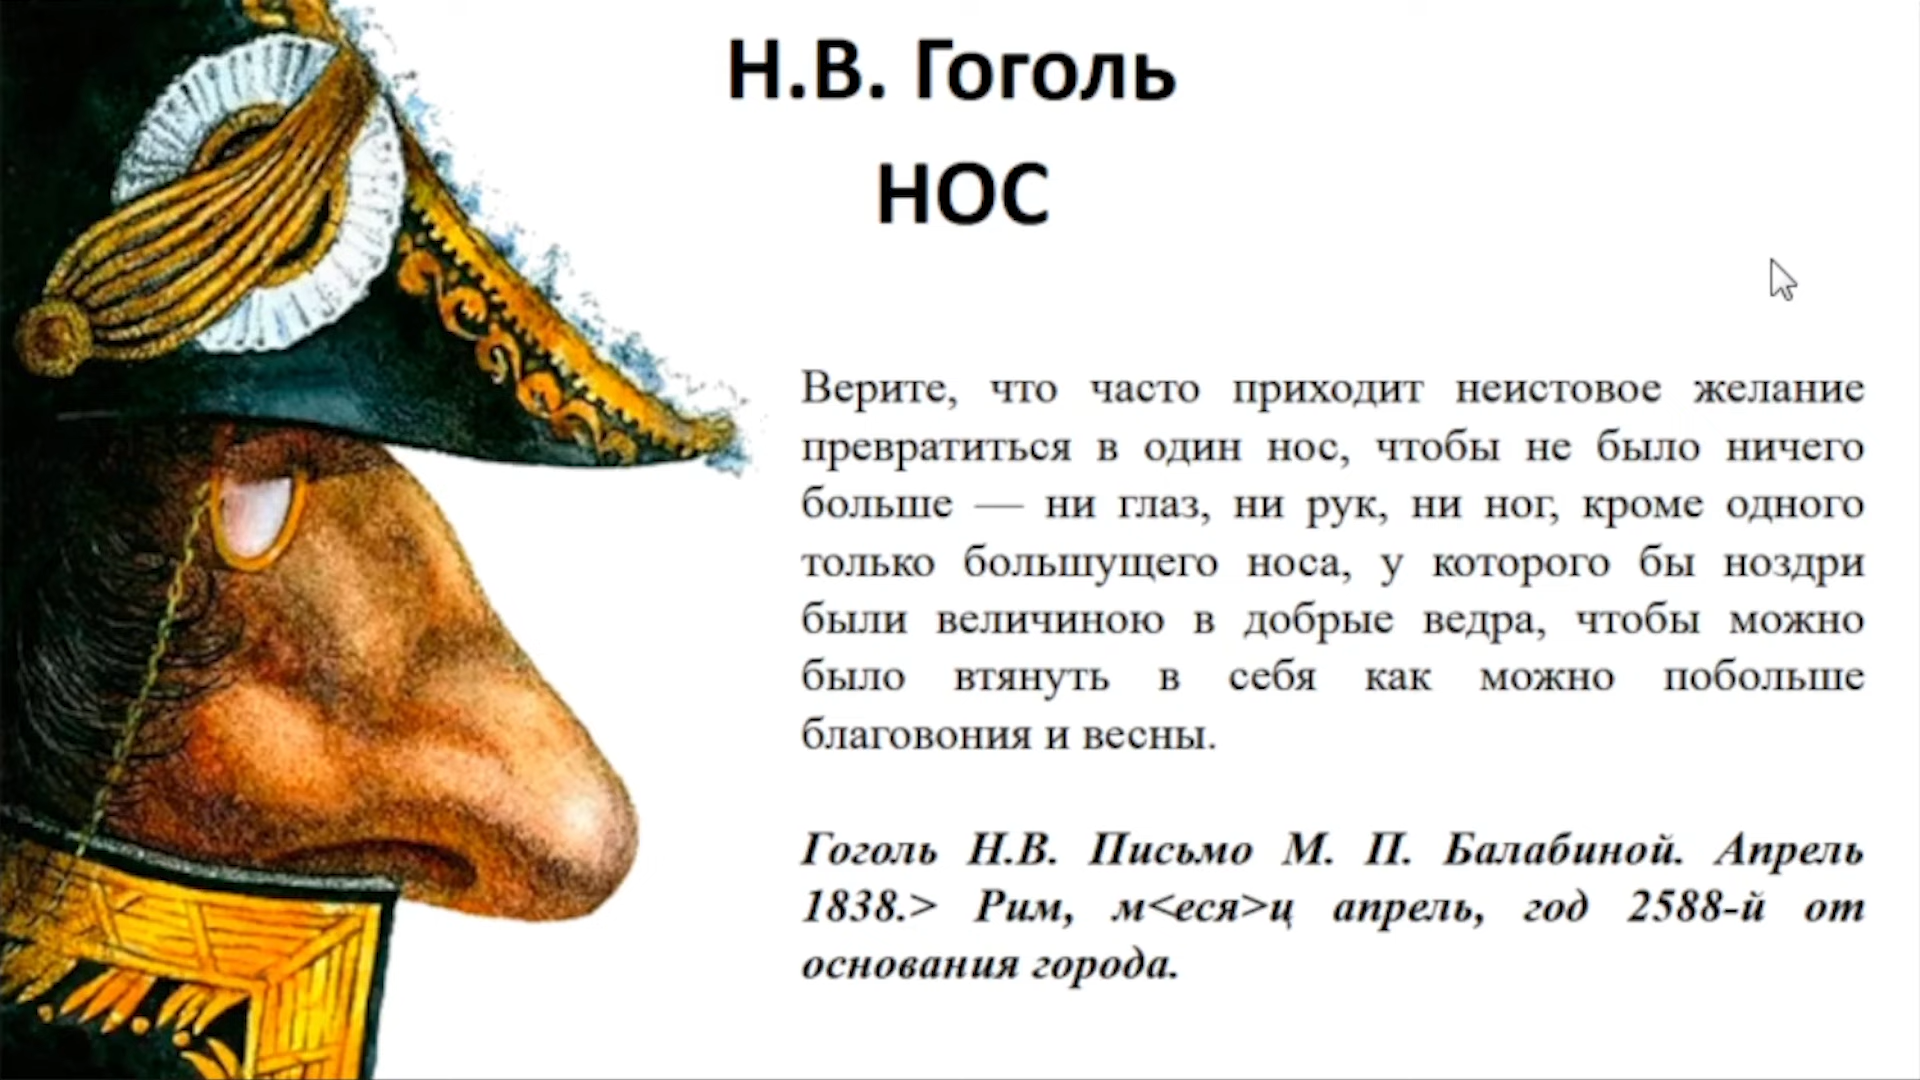 Н.В. Гоголь
НОС
Верите, что часто приходит неистовое желание
превратиться в один нос, чтобы не было ничего
больше — ни глаз, ни рук, ни ног, кроме одного
только большущего носа, у которого бы ноздри
были величиною в добрые ведра, чтобы можно
было втянуть в себя как можно побольше
благовония и весны.
Гоголь Н.В. Письмо М. П. Балабиной. Апрель
1838.> Рим, м<еся>ц апрель, год 2588-й от
основания города.